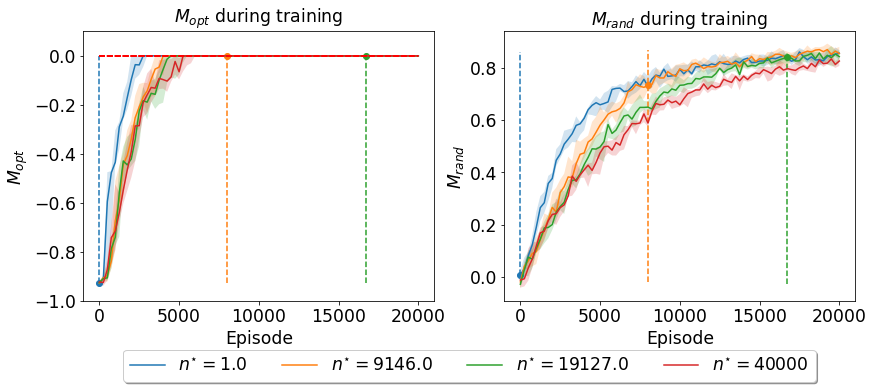 M_opt during training
M_rand during training
0.0
−0.2
−0.4
−0.6
−0.8
−1.0
M_opt
0
5000
10000
15000
20000
Episode
0.8
0.6
0.4
0.2
0.0
M_rand
0
5000
10000
15000
20000
Episode
n* = 1.0
n* = 9146.0
n* = 19127.0
n* = 40000